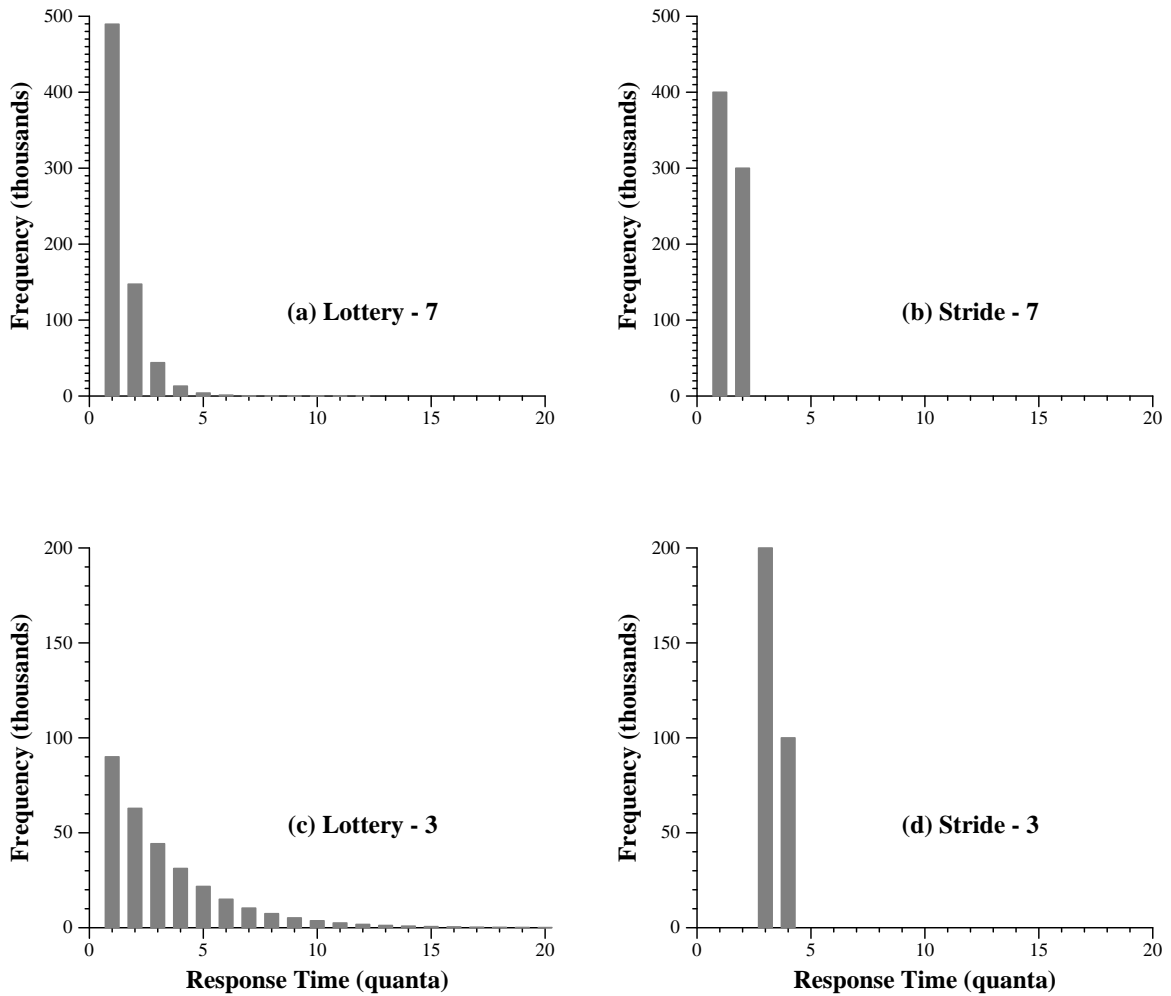 500
400
300
200
100
0
0 5 10 15 20
Frequency (thousands)
(a) Lottery - 7
500
400
300
200
100
0
0 5 10 15 20
Frequency (thousands)
(b) Stride - 7
200
150
100
50
0
0 5 10 15 20
Frequency (thousands)
(c) Lottery - 3
Response Time (quanta)
200
150
100
50
0
0 5 10 15 20
Frequency (thousands)
(d) Stride - 3
Response Time (quanta)